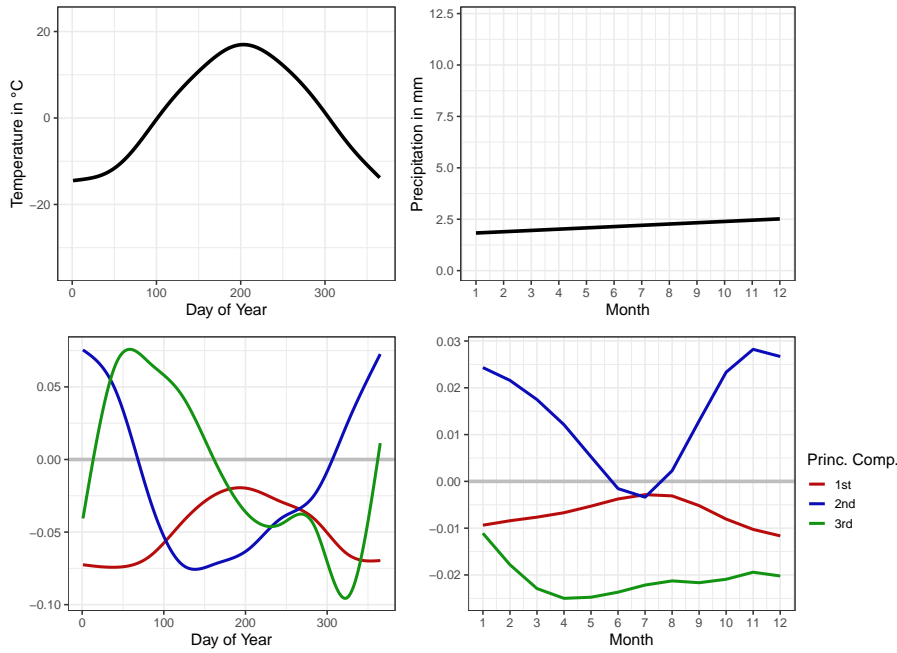 Temperature in °C
20
0
−20
0 100 200 300
Day of Year
Precipitation in mm
12.5
10.0
7.5
5.0
2.5
0.0
1 2 3 4 5 6 7 8 9 10 11 12
Month
0.05
0.00
−0.05
−0.10
0 100 200 300
Day of Year
0.03
0.02
0.01
0.00
−0.01
−0.02
1 2 3 4 5 6 7 8 9 10 11 12
Month
Princ. Comp.
1st
2nd
3rd